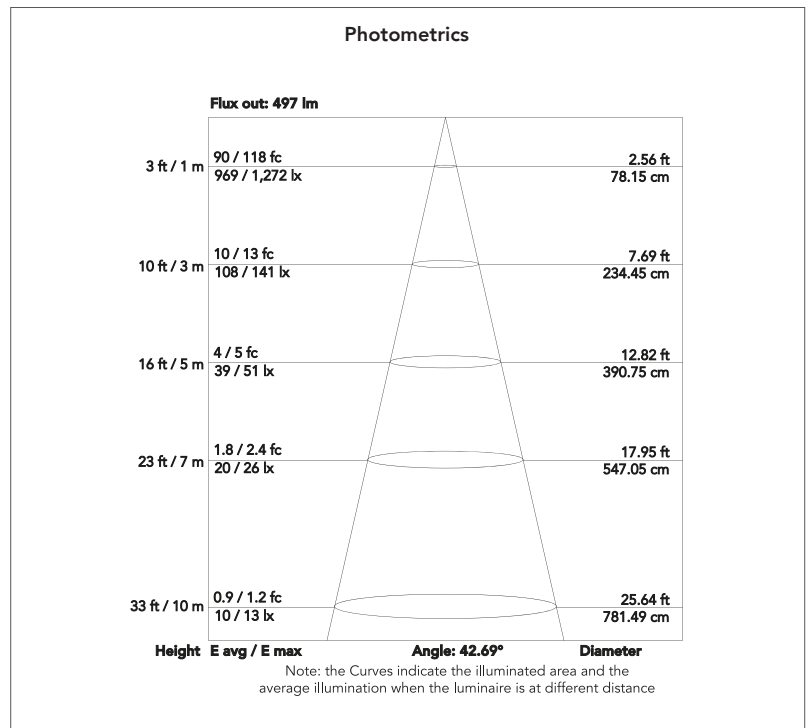 Photometrics
Flux out: 497 lm
3 ft / 1 m
90 / 118 fc
969 / 1,272 lx
2.56 ft
78.15 cm
10 ft / 3 m
10 / 13 fc
108 / 141 lx
7.69 ft
234.45 cm
16 ft / 5 m
4 / 5 fc
39 / 51 lx
12.82 ft
390.75 cm
23 ft / 7 m
1.8 / 2.4 fc
20 / 26 lx
17.95 ft
547.05 cm
33 ft / 10 m
0.9 / 1.2 fc
10 / 13 lx
25.64 ft
781.49 cm
Height E avg / E max Angle: 42.69° Diameter
Note: the Curves indicate the illuminated area and the
average illumination when the luminaire is at different distance